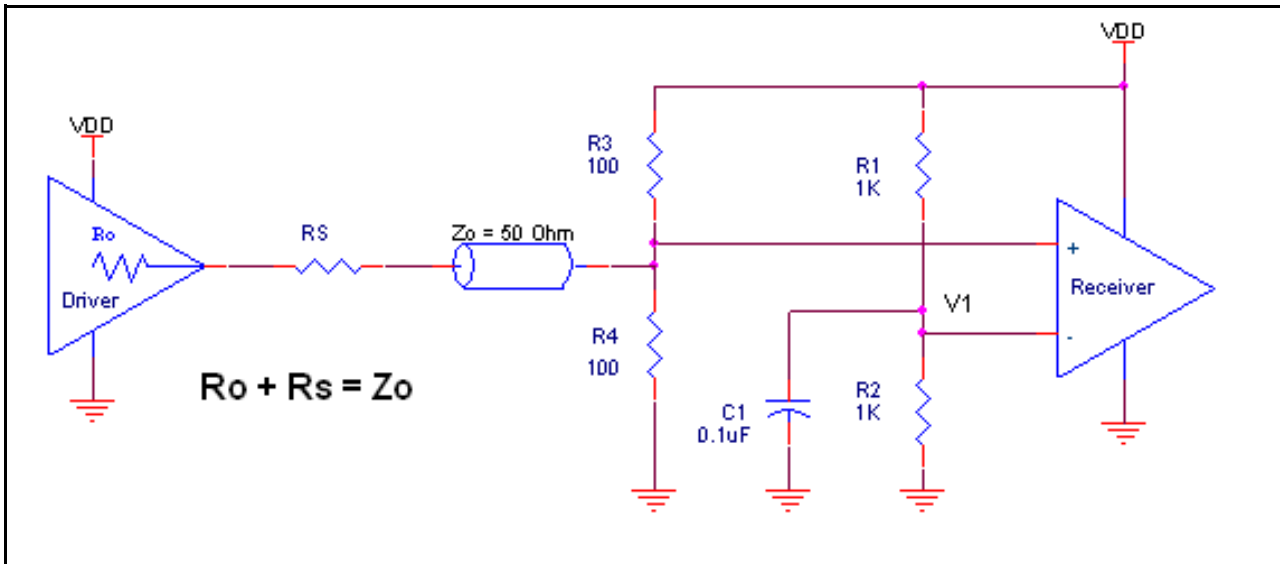 VDD
VDD
R3
100
R1
1K
Ro
RS
Zo = 50 Ohm
+
Driver
V1
Receiver
-
R4
100
Ro + Rs = Zo
C1
0.1uF
R2
1K